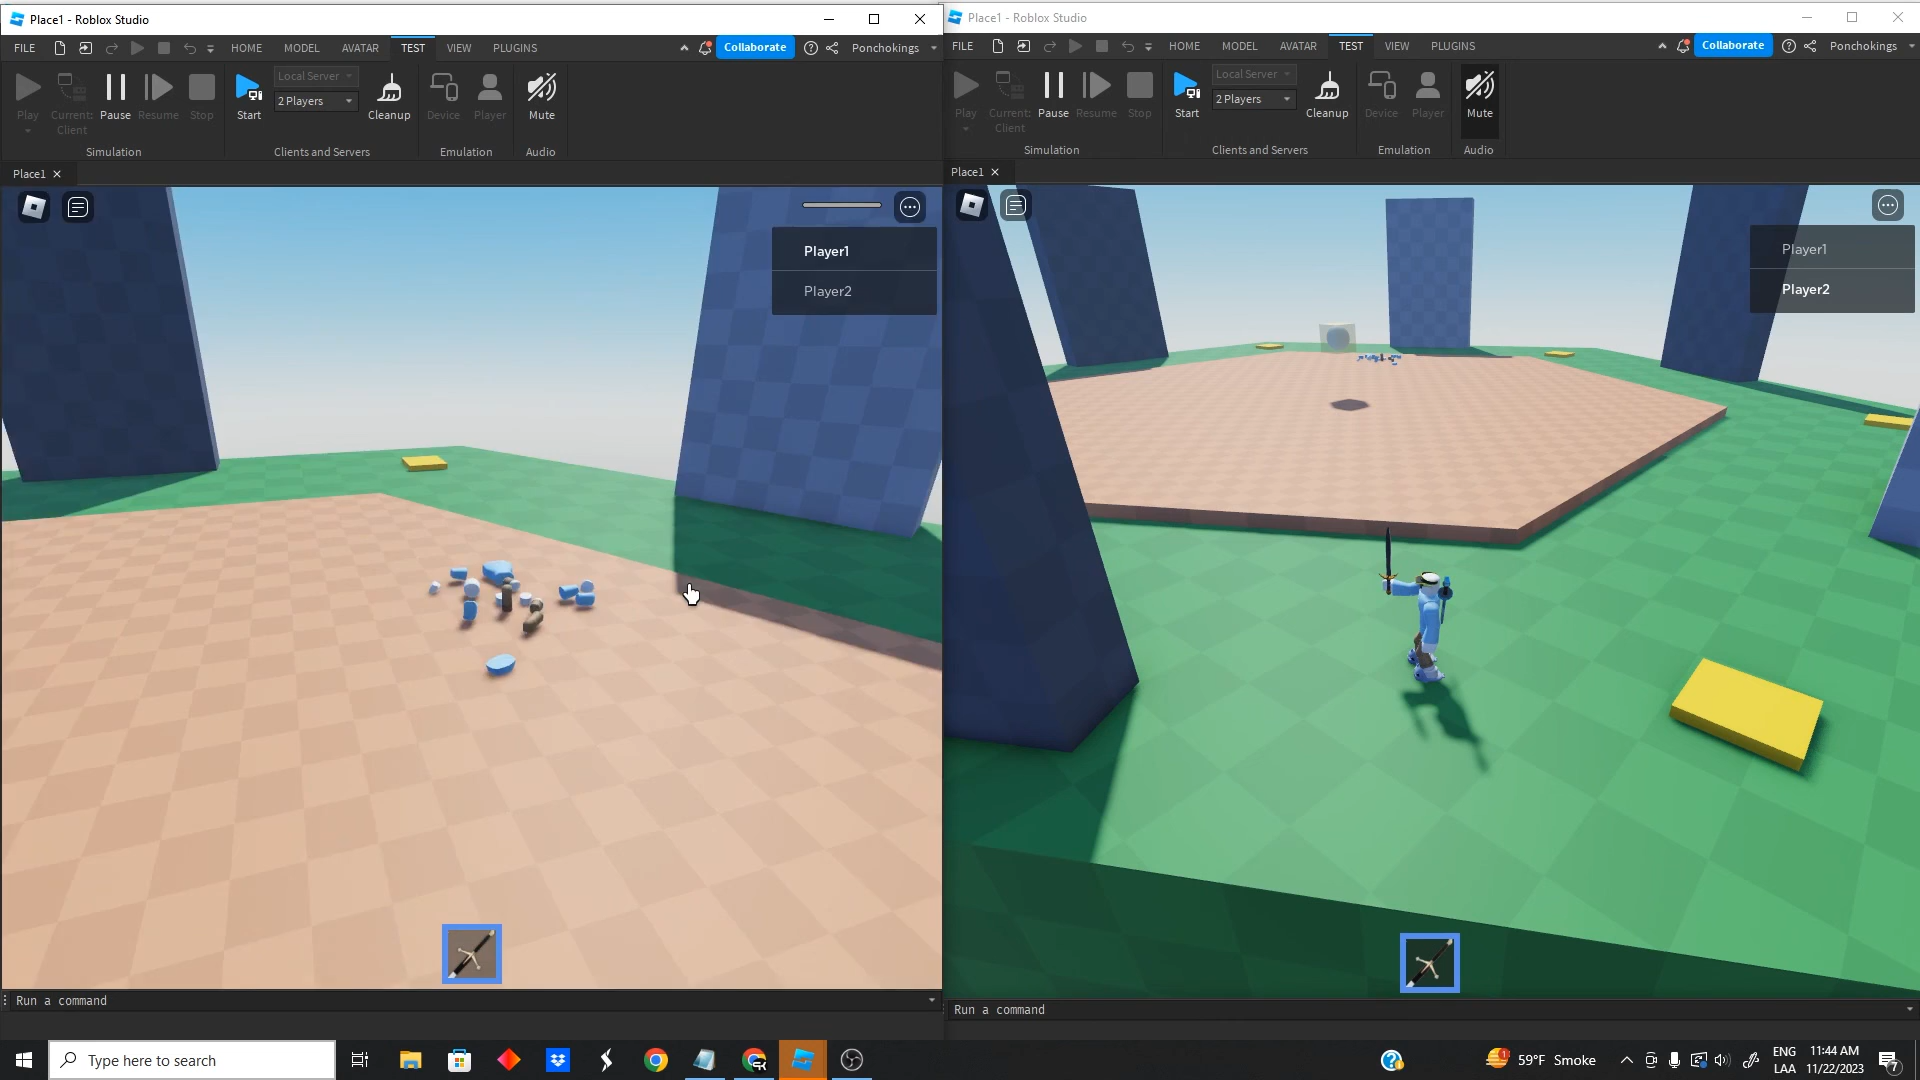 Place1 - Roblox Studio
FILE HOME MODEL AVATAR TEST VIEW PLUGINS Collaborate Ponchokings
Play Current: Client Pause Resume Stop Start Local Server 2 Players Cleanup Device Player Mute
Simulation Clients and Servers Emulation Audio
Place1
Player1
Player2
Run a command
Place1 - Roblox Studio
FILE HOME MODEL AVATAR TEST VIEW PLUGINS Collaborate Ponchokings
Play Current: Client Pause Resume Stop Start Local Server 2 Players Cleanup Device Player Mute
Simulation Clients and Servers Emulation Audio
Place1
Player1
Player2
Run a command
Type here to search
59°F Smoke
ENG
LAA
11:44 AM
11/22/2023
7